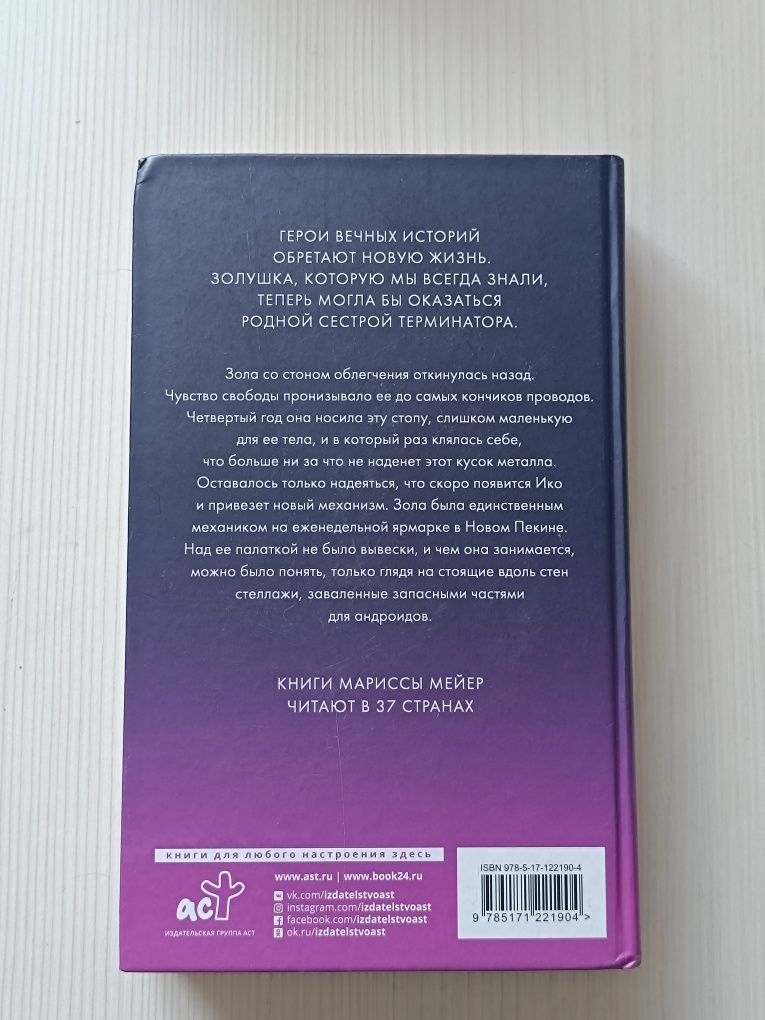 ГЕРОИ ВЕЧНЫХ ИСТОРИЙ
ОБРЕТАЮТ НОВУЮ ЖИЗНЬ.
ЗОЛУШКА, КОТОРУЮ МЫ ВСЕГДА ЗНАЛИ,
ТЕПЕРЬ МОГЛА БЫ ОКАЗАТЬСЯ
РОДНОЙ СЕСТРОЙ ТЕРМИНАТОРА.
Зола со стоном облегчения откинулась назад.
Чувство свободы пронизывало ее до самых кончиков проводов.
Четвертый год она носила эту стопу, слишком маленькую
для ее тела, и в который раз клялась себе,
что больше ни за что не наденет этот кусок металла.
Оставалось только надеяться, что скоро появится Ико
и привезет новый механизм. Зола была единственным
механиком на еженедельной ярмарке в Новом Пекине.
Над ее палаткой не было вывески, и чем она занимается,
можно было понять, только глядя на стоящие вдоль стен
стеллажи, заваленные запасными частями
для андроидов.
КНИГИ МАРИССЫ МЕЙЕР
ЧИТАЮТ В 37 СТРАНАХ
книги для любого настроения здесь
www.ast.ru | www.book24.ru
vk.com/izdatelstvoast
instagram.com/izdatelstvoast
facebook.com/izdatelstvoast
ok.ru/izdatelstvoast
аст
ИЗДАТЕЛЬСКАЯ ГРУППА АСТ
ISBN 978-5-17-122190-4
9 785171 221904 >